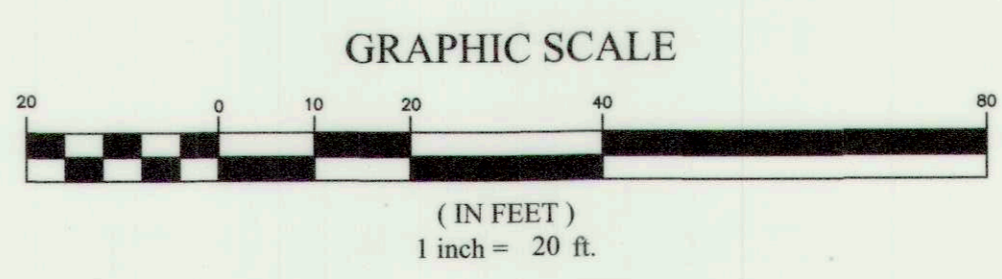 GRAPHIC SCALE
20 0 10 20 40 80
( IN FEET )
1 inch = 20 ft.